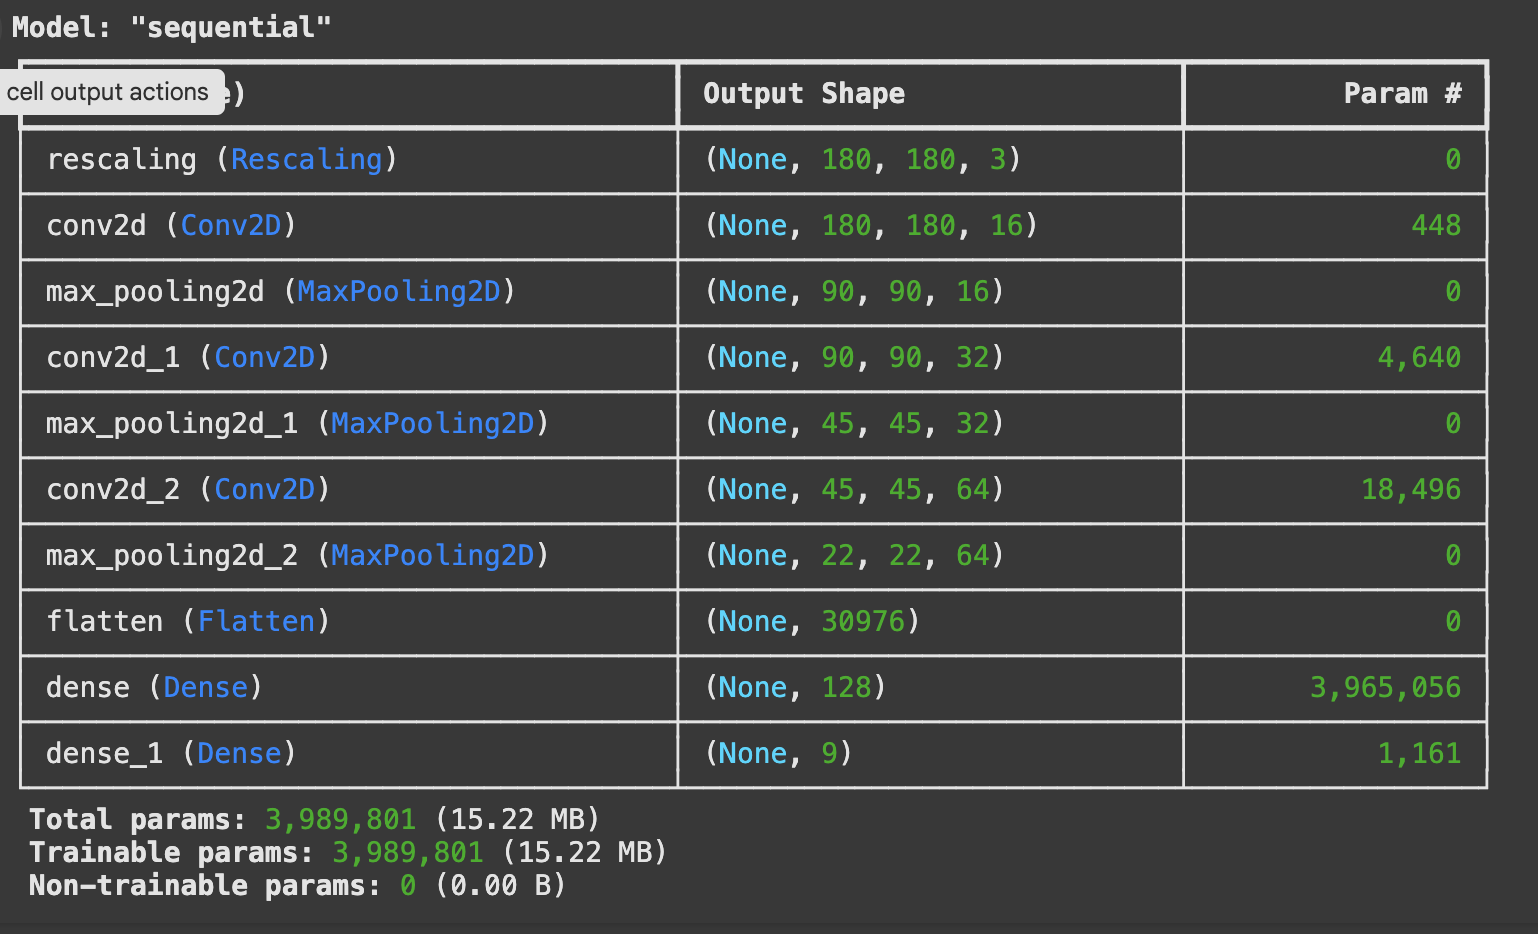 Model: "sequential"
cell output actions e) Output Shape Param #
rescaling (Rescaling) (None, 180, 180, 3) 0
conv2d (Conv2D) (None, 180, 180, 16) 448
max_pooling2d (MaxPooling2D) (None, 90, 90, 16) 0
conv2d_1 (Conv2D) (None, 90, 90, 32) 4,640
max_pooling2d_1 (MaxPooling2D) (None, 45, 45, 32) 0
conv2d_2 (Conv2D) (None, 45, 45, 64) 18,496
max_pooling2d_2 (MaxPooling2D) (None, 22, 22, 64) 0
flatten (Flatten) (None, 30976) 0
dense (Dense) (None, 128) 3,965,056
dense_1 (Dense) (None, 9) 1,161
Total params: 3,989,801 (15.22 MB)
Trainable params: 3,989,801 (15.22 MB)
Non-trainable params: 0 (0.00 B)